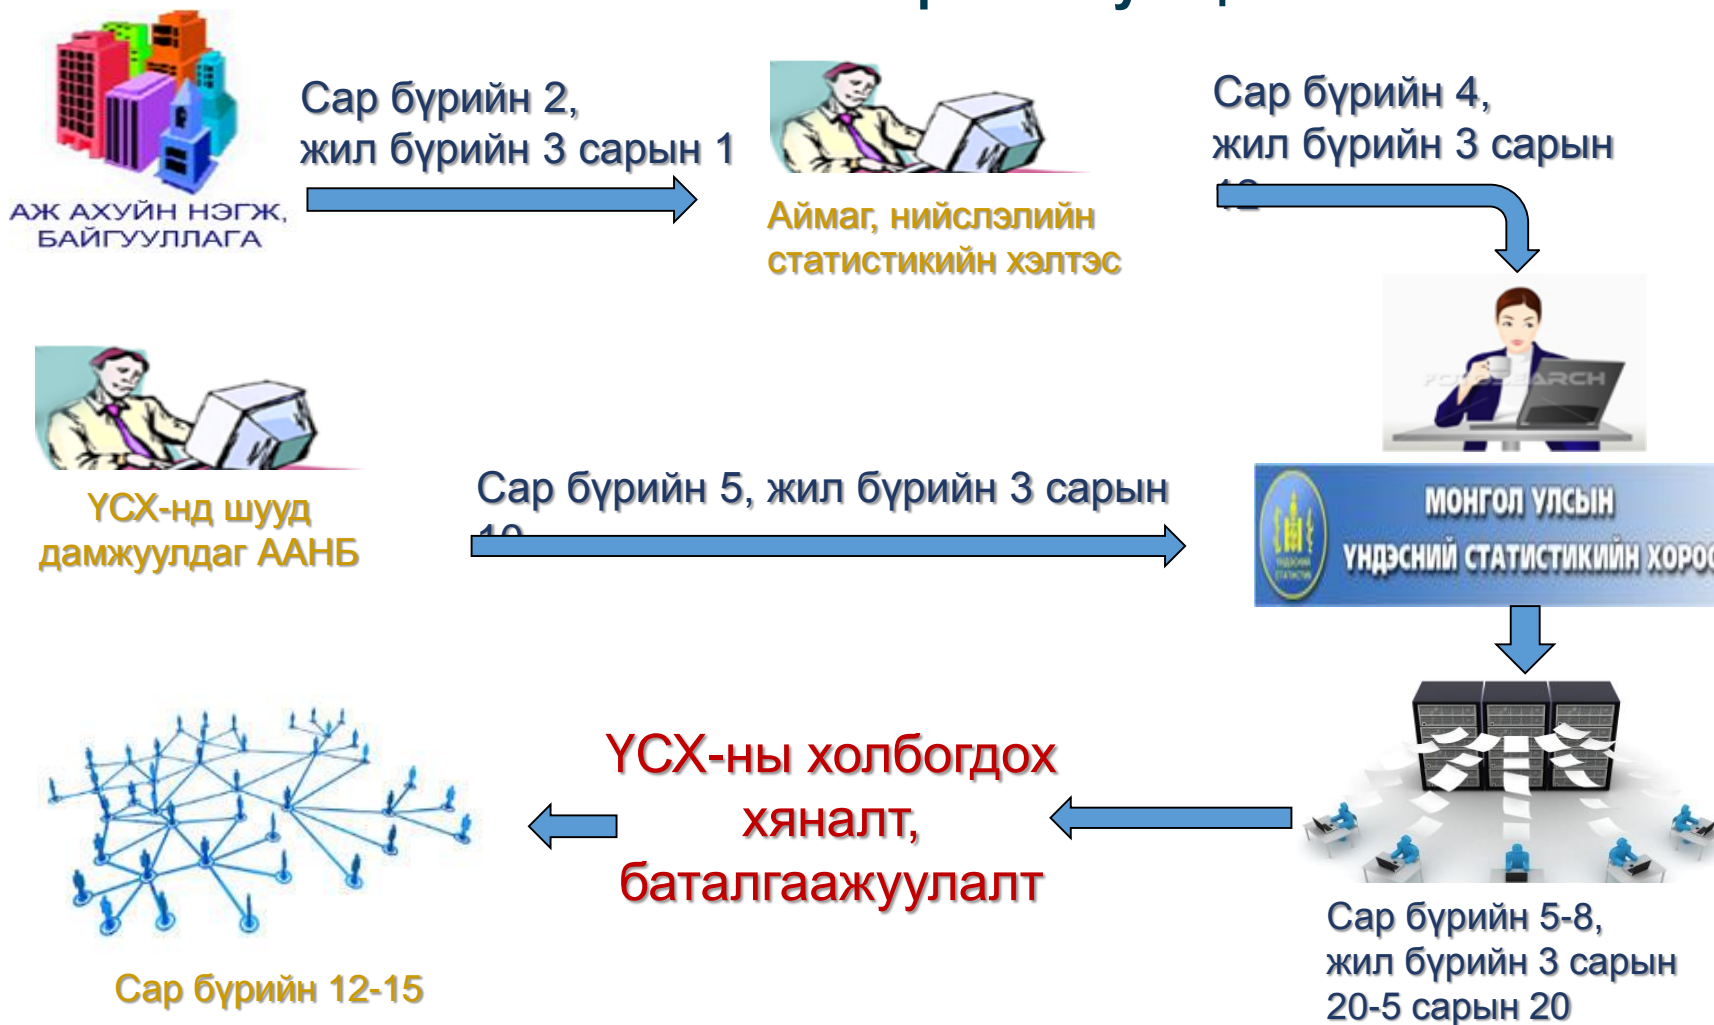 Сар бүрийн 2,
жил бүрийн 3 сарын 1
АЖ АХУЙН НЭГЖ,
БАЙГУУЛЛАГА
Аймаг, нийслэлийн
статистикийн хэлтэс
Сар бүрийн 4,
жил бүрийн 3 сарын
FOTOSEARCH
ҮСХ-нд шууд
дамжуулдаг ААНБ
Сар бүрийн 5, жил бүрийн 3 сарын
10
МОНГОЛ УЛСЫН
ҮНДЭСНИЙ СТАТИСТИКИЙН ХОРОО
ҮСХ-ны холбогдох
хяналт,
баталгаажуулалт
Сар бүрийн 12-15
Сар бүрийн 5-8,
жил бүрийн 3 сарын
20-5 сарын 20